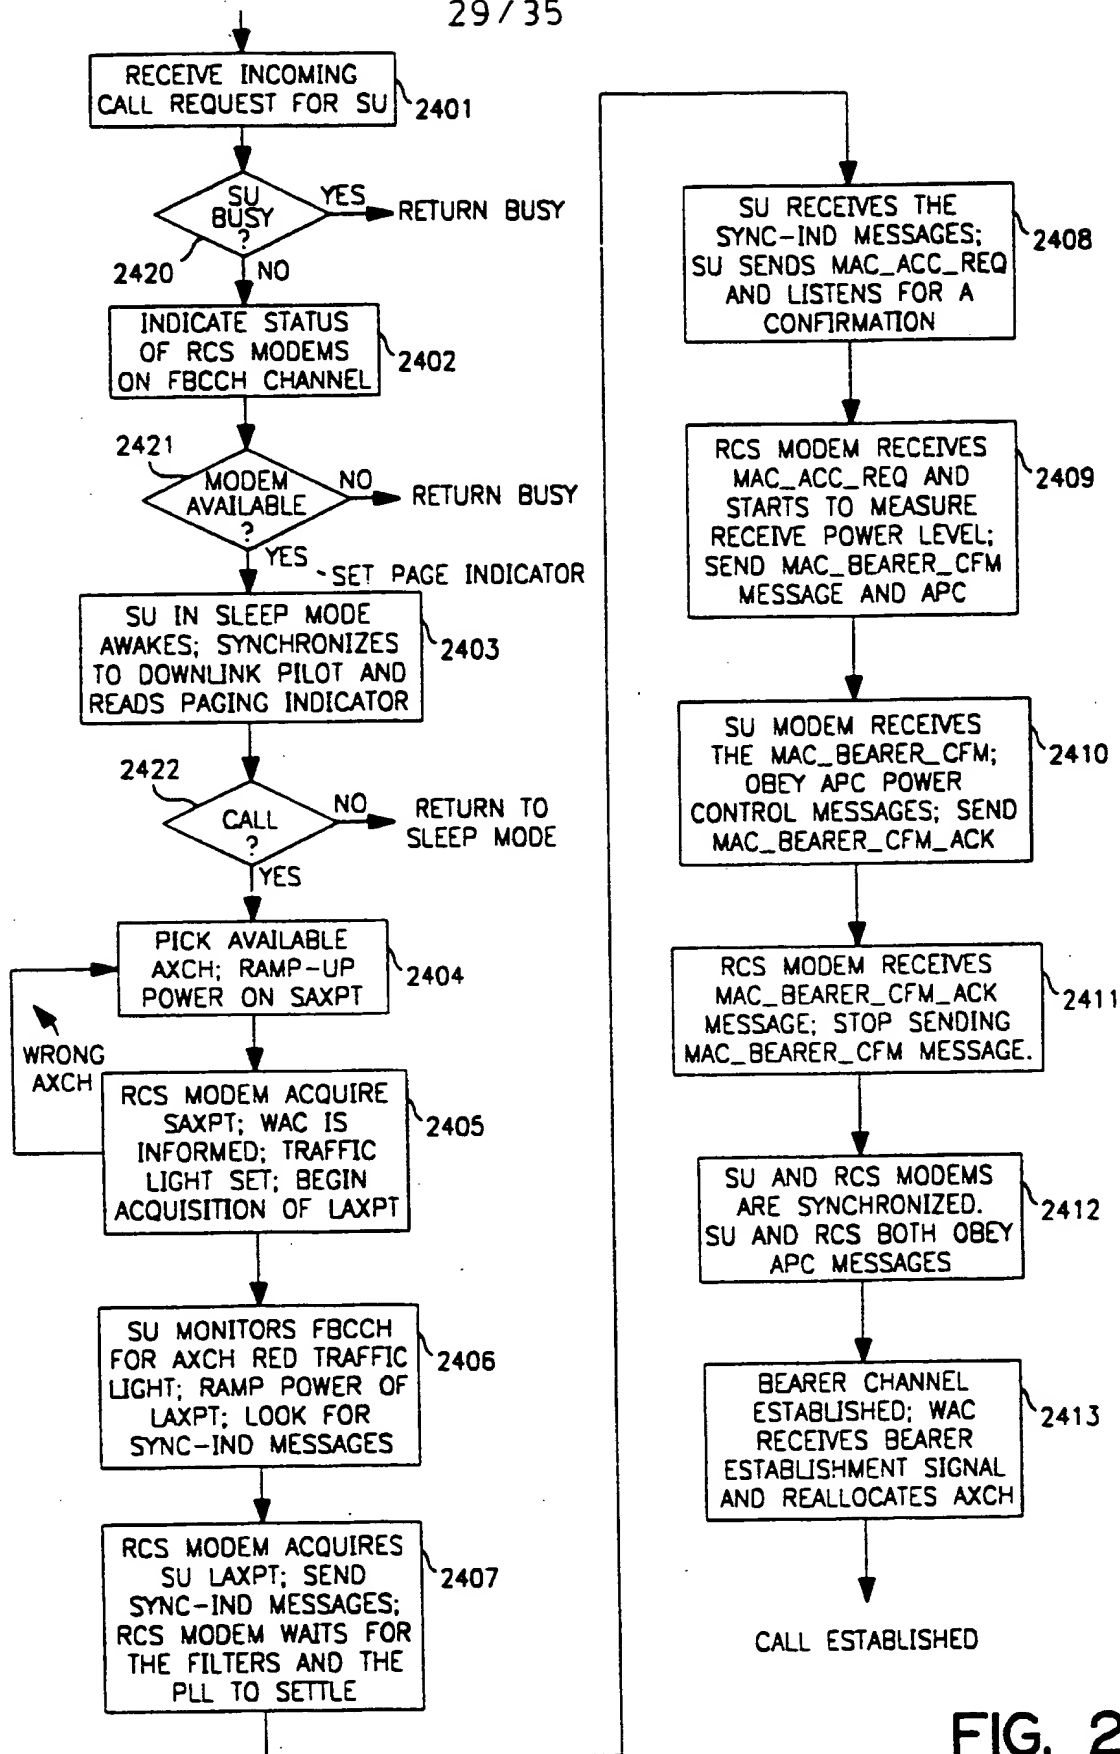 29/35
RECEIVE INCOMING
CALL REQUEST FOR SU
2401
SU
BUSY
?
YES
RETURN BUSY
2420
NO
INDICATE STATUS
OF RCS MODEMS
ON FBCCH CHANNEL
2402
2421
MODEM
AVAILABLE
?
NO
RETURN BUSY
YES
SET PAGE INDICATOR
SU IN SLEEP MODE
AWAKES; SYNCHRONIZES
TO DOWNLINK PILOT AND
READS PAGING INDICATOR
2403
2422
CALL
?
NO
RETURN TO
SLEEP MODE
YES
PICK AVAILABLE
AXCH; RAMP-UP
POWER ON SAXPT
2404
WRONG
AXCH
RCS MODEM ACQUIRE
SAXPT; WAC IS
INFORMED; TRAFFIC
LIGHT SET; BEGIN
ACQUISITION OF LAXPT
2405
SU MONITORS FBCCH
FOR AXCH RED TRAFFIC
LIGHT; RAMP POWER OF
LAXPT; LOOK FOR
SYNC-IND MESSAGES
2406
RCS MODEM ACQUIRES
SU LAXPT; SEND
SYNC-IND MESSAGES;
RCS MODEM WAITS FOR
THE FILTERS AND THE
PLL TO SETTLE
2407
SU RECEIVES THE
SYNC-IND MESSAGES;
SU SENDS MAC_ACC_REQ
AND LISTENS FOR A
CONFIRMATION
2408
RCS MODEM RECEIVES
MAC_ACC_REQ AND
STARTS TO MEASURE
RECEIVE POWER LEVEL;
SEND MAC_BEARER_CFM
MESSAGE AND APC
2409
SU MODEM RECEIVES
THE MAC_BEARER_CFM;
OBEY APC POWER
CONTROL MESSAGES; SEND
MAC_BEARER_CFM_ACK
2410
RCS MODEM RECEIVES
MAC_BEARER_CFM_ACK
MESSAGE; STOP SENDING
MAC_BEARER_CFM MESSAGE.
2411
SU AND RCS MODEMS
ARE SYNCHRONIZED.
SU AND RCS BOTH OBEY
APC MESSAGES
2412
BEARER CHANNEL
ESTABLISHED; WAC
RECEIVES BEARER
ESTABLISHMENT SIGNAL
AND REALLOCATES AXCH
2413
CALL ESTABLISHED
FIG. 2